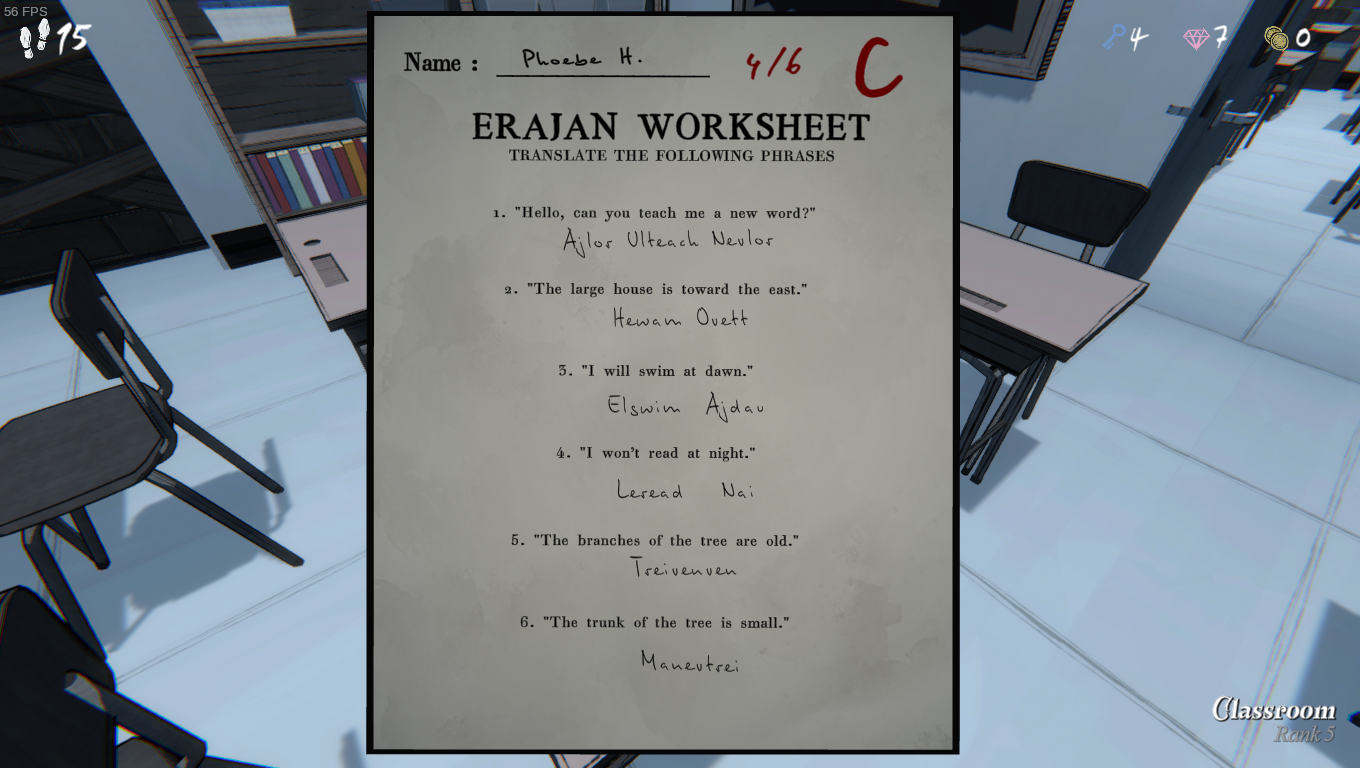 56 FPS
15
4 7 0
Name : Phoebe H. 4/6 C
ERAJAN WORKSHEET
TRANSLATE THE FOLLOWING PHRASES
1. "Hello, can you teach me a new word?"
Ajlor Ulteach Nevlor
2. "The large house is toward the east."
Hewam Ovett
3. "I will swim at dawn."
Elswim Ajdau
4. "I won't read at night."
Leread Nai
5. "The branches of the tree are old."
Treivenven
6. "The trunk of the tree is small."
Manevtrei
Classroom
Rank 5